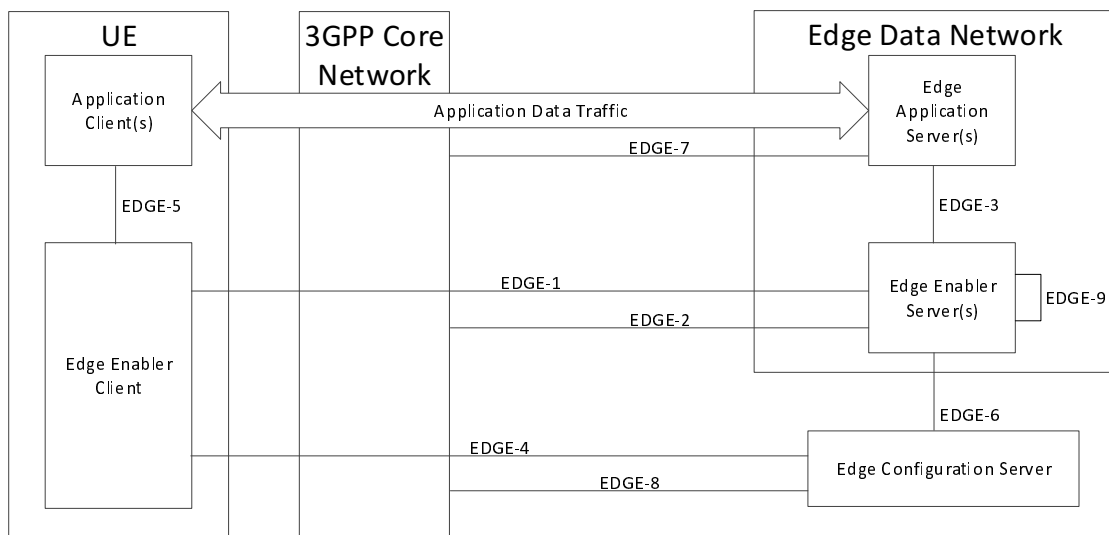 UE
3GPP Core
Network
Edge Data Network
Application
Client(s)
Application Data Traffic
Edge
Application
Server(s)
EDGE-7
EDGE-5
EDGE-3
EDGE-1
EDGE-2
Edge Enabler
Server(s)
EDGE-9
Edge Enabler
Client
EDGE-6
EDGE-4
EDGE-8
Edge Configuration Server